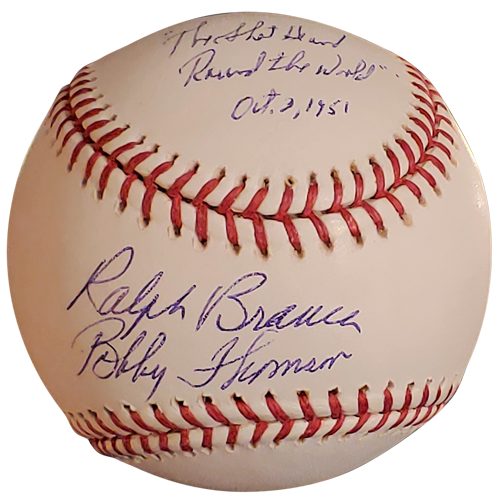 "The Shot Heard
Round the World".
Oct. 3, 1951
Ralph Branca
Bobby Thomson